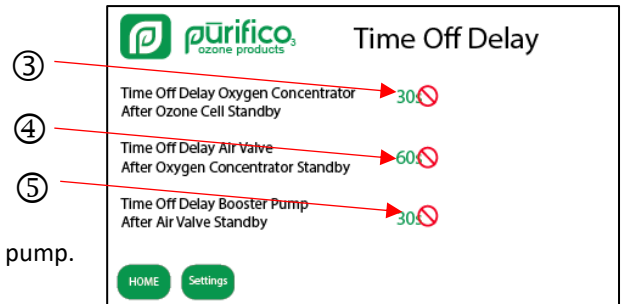 pūrifico₃
ozone products
Time Off Delay
③
Time Off Delay Oxygen Concentrator
After Ozone Cell Standby
30s
④
Time Off Delay Air Valve
After Oxygen Concentrator Standby
60s
⑤
Time Off Delay Booster Pump
After Air Valve Standby
30s
pump.
HOME
Settings